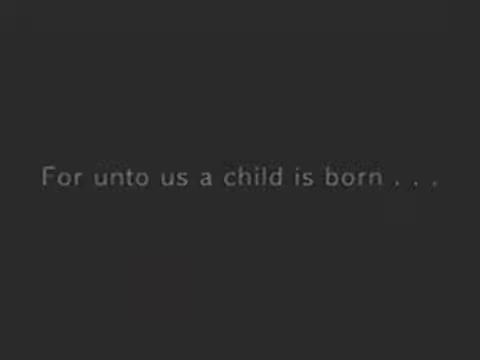 For unto us a child is born . . .